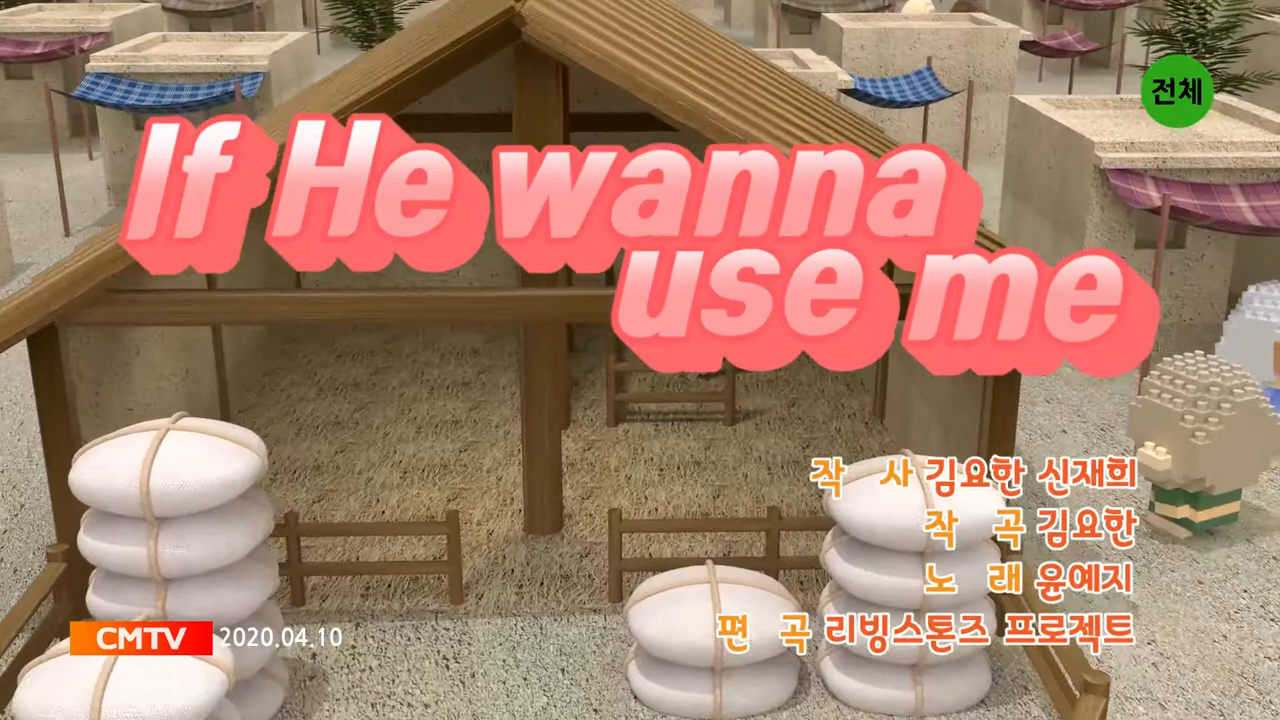 전체
If He wanna
use me
작 사 김요한 신재희
작 곡 김요한
노 래 윤예지
편 곡 리빙스톤즈 프로젝트
CMTV 2020.04.10